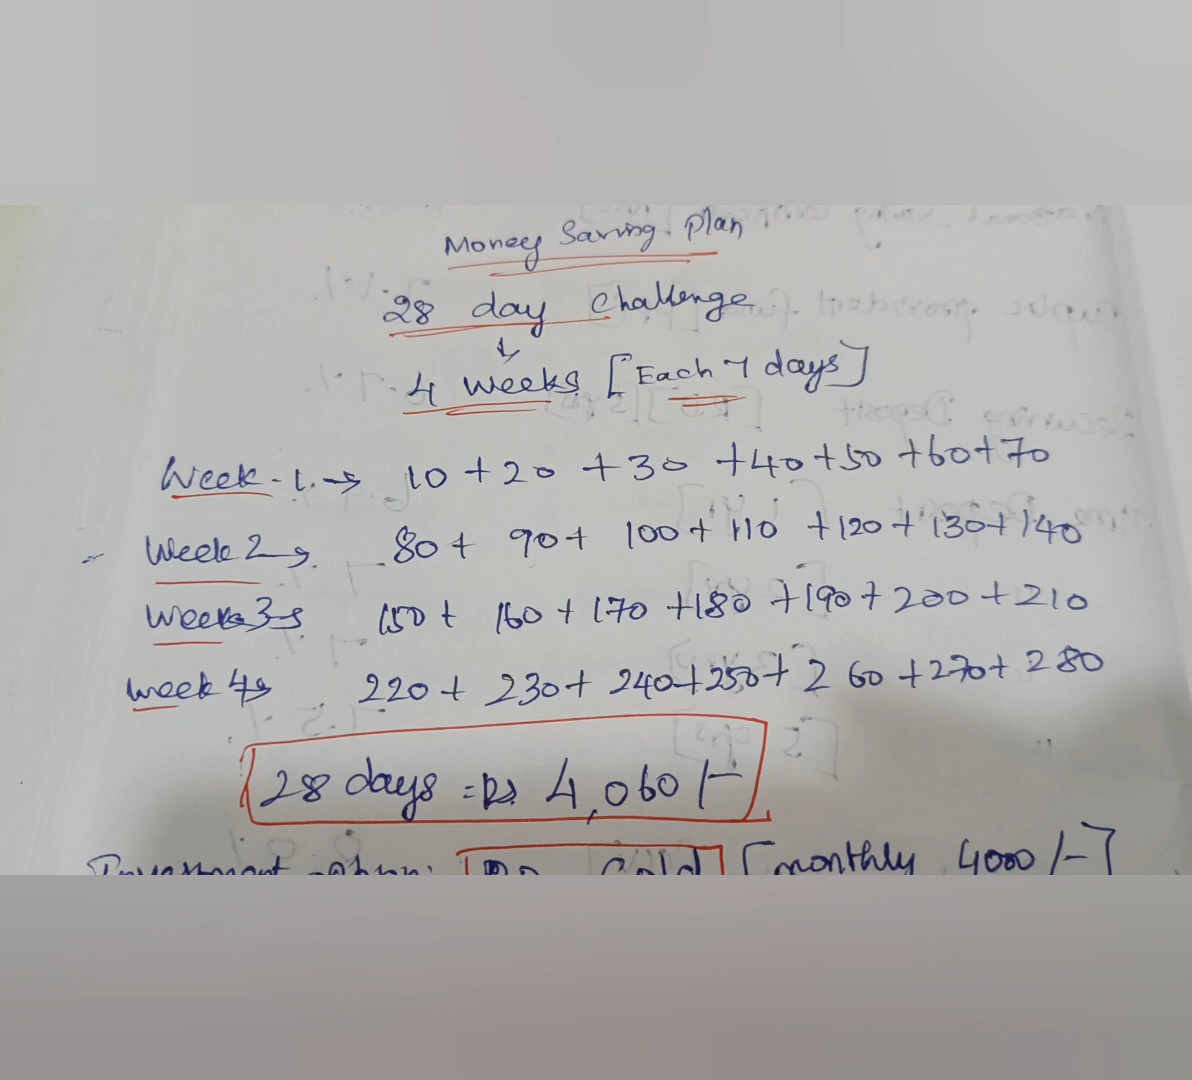 Money Saving Plan
28 day challenge
↓
4 weeks [Each 7 days]
Week-1.→ 10 + 20 + 30 + 40 + 50 + 60 + 70
Week 2→ 80 + 90 + 100 + 110 + 120 + 130 + 140
Week 3→ 150 + 160 + 170 + 180 + 190 + 200 + 210
week 4→ 220 + 230 + 240 + 250 + 260 + 270 + 280
28 days = Rs 4,060/-
Investment option: Gold [monthly 4000/-]